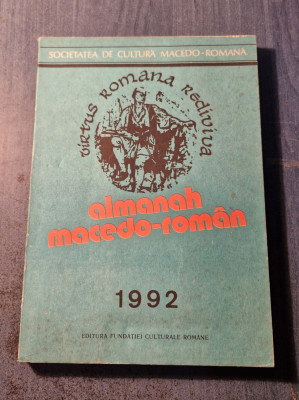 SOCIETATEA DE CULTURĂ MACEDO-ROMÂNĂ
virtus romana rediviva
almanah
macedo-român
1992
EDITURA FUNDAȚIEI CULTURALE ROMÂNE